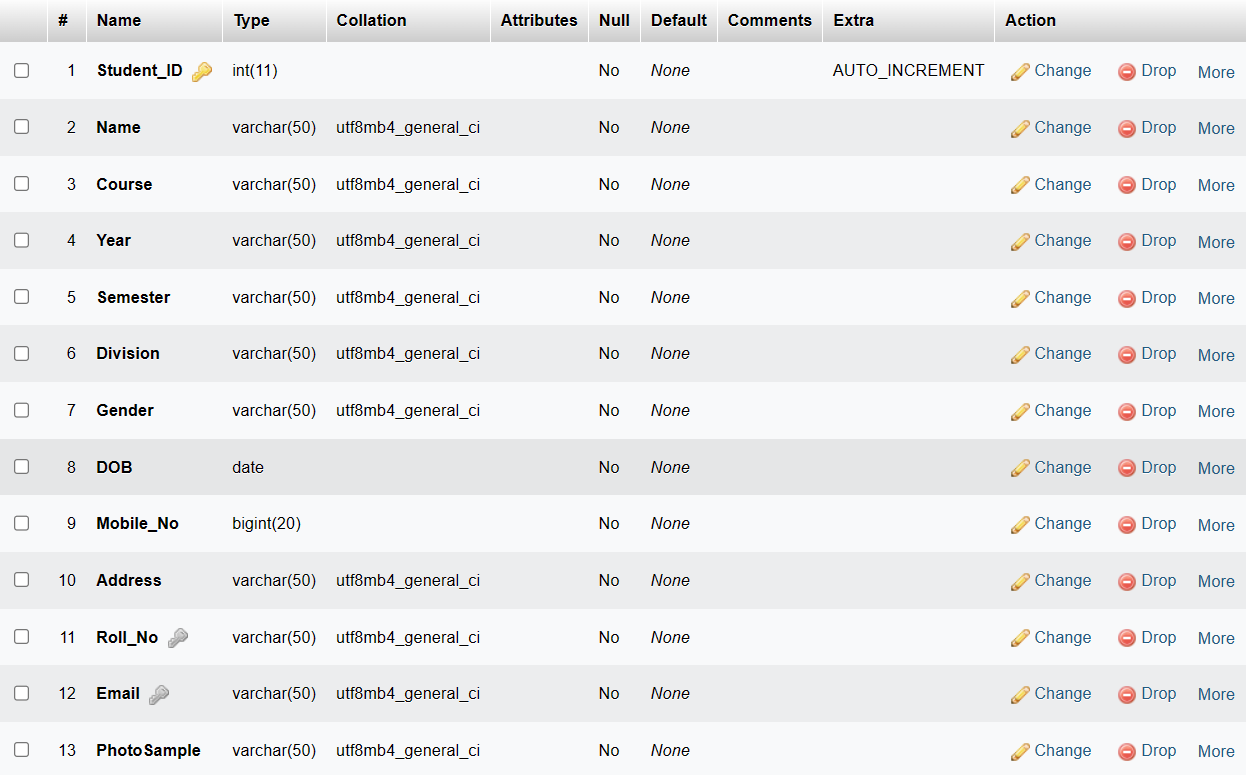 # Name Type Collation Attributes Null Default Comments Extra Action
1 Student_ID int(11) No None AUTO_INCREMENT Change Drop More
2 Name varchar(50) utf8mb4_general_ci No None Change Drop More
3 Course varchar(50) utf8mb4_general_ci No None Change Drop More
4 Year varchar(50) utf8mb4_general_ci No None Change Drop More
5 Semester varchar(50) utf8mb4_general_ci No None Change Drop More
6 Division varchar(50) utf8mb4_general_ci No None Change Drop More
7 Gender varchar(50) utf8mb4_general_ci No None Change Drop More
8 DOB date No None Change Drop More
9 Mobile_No bigint(20) No None Change Drop More
10 Address varchar(50) utf8mb4_general_ci No None Change Drop More
11 Roll_No varchar(50) utf8mb4_general_ci No None Change Drop More
12 Email varchar(50) utf8mb4_general_ci No None Change Drop More
13 PhotoSample varchar(50) utf8mb4_general_ci No None Change Drop More